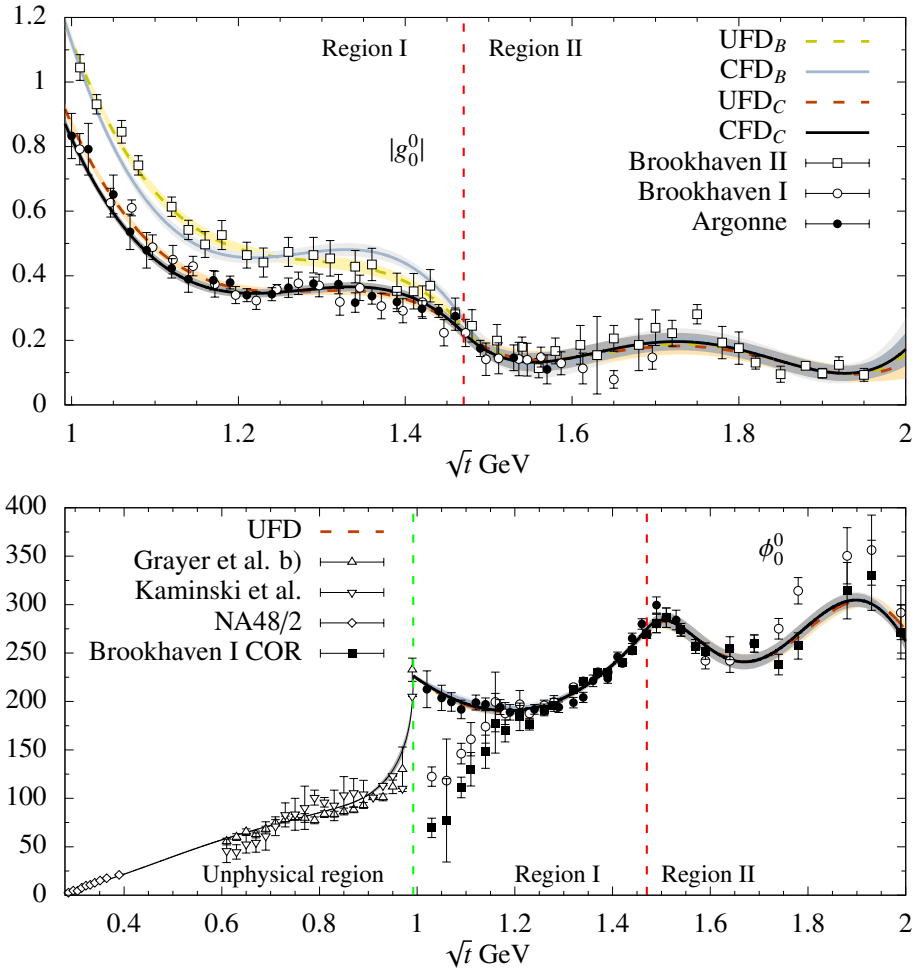 1.2
1
0.8
0.6
0.4
0.2
0
Region I
Region II
|g₀⁰|
UFD_B
CFD_B
UFD_C
CFD_C
Brookhaven II
Brookhaven I
Argonne
1 1.2 1.4 1.6 1.8 2
√t GeV
400
350
300
250
200
150
100
50
0
UFD
Grayer et al. b)
Kaminski et al.
NA48/2
Brookhaven I COR
ϕ₀⁰
Unphysical region
Region I
Region II
0.4 0.6 0.8 1 1.2 1.4 1.6 1.8 2
√t GeV